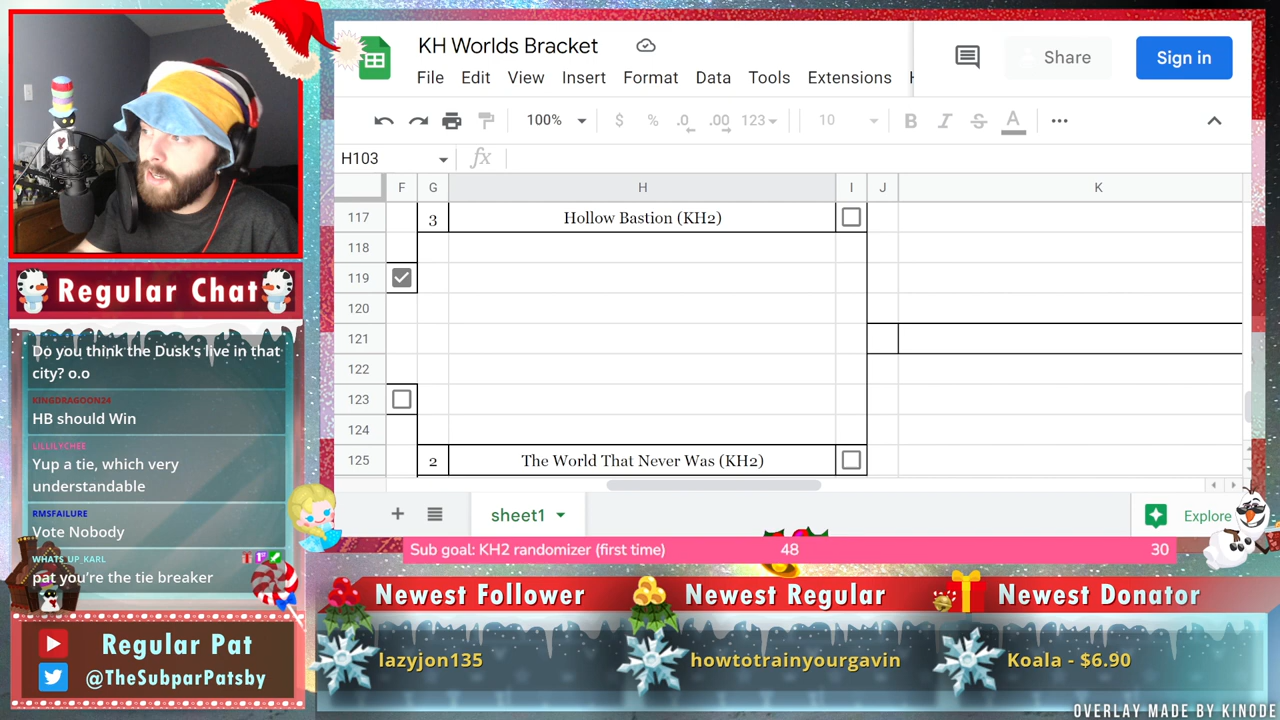 KH Worlds Bracket
File Edit View Insert Format Data Tools Extensions
Share
Sign in
100% $ % .0 .00 123 10 B I S A
H103 fx
F G H I J K
117 3 Hollow Bastion (KH2)
118
119
120
121
122
123
124
125 2 The World That Never Was (KH2)
sheet1
Explore
Regular Chat
Do you think the Dusk's live in that
city? o.o
KINGDRAGOON24
HB should Win
LILLILYCHEE
Yup a tie, which very
understandable
RMSFAILURE
Vote Nobody
WHATS_UP_KARL
pat you're the tie breaker
Regular Pat
@TheSubparPatsby
Sub goal: KH2 randomizer (first time) 48 30
Newest Follower
lazyjon135
Newest Regular
howtotrainyourgavin
Newest Donator
Koala - $6.90
OVERLAY MADE BY KINODE